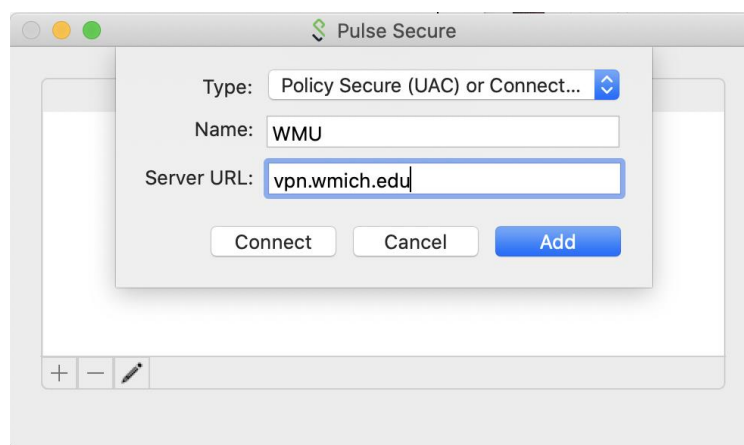 Pulse Secure
Type: Policy Secure (UAC) or Connect...
Name: WMU
Server URL: vpn.wmich.edu
Connect Cancel Add